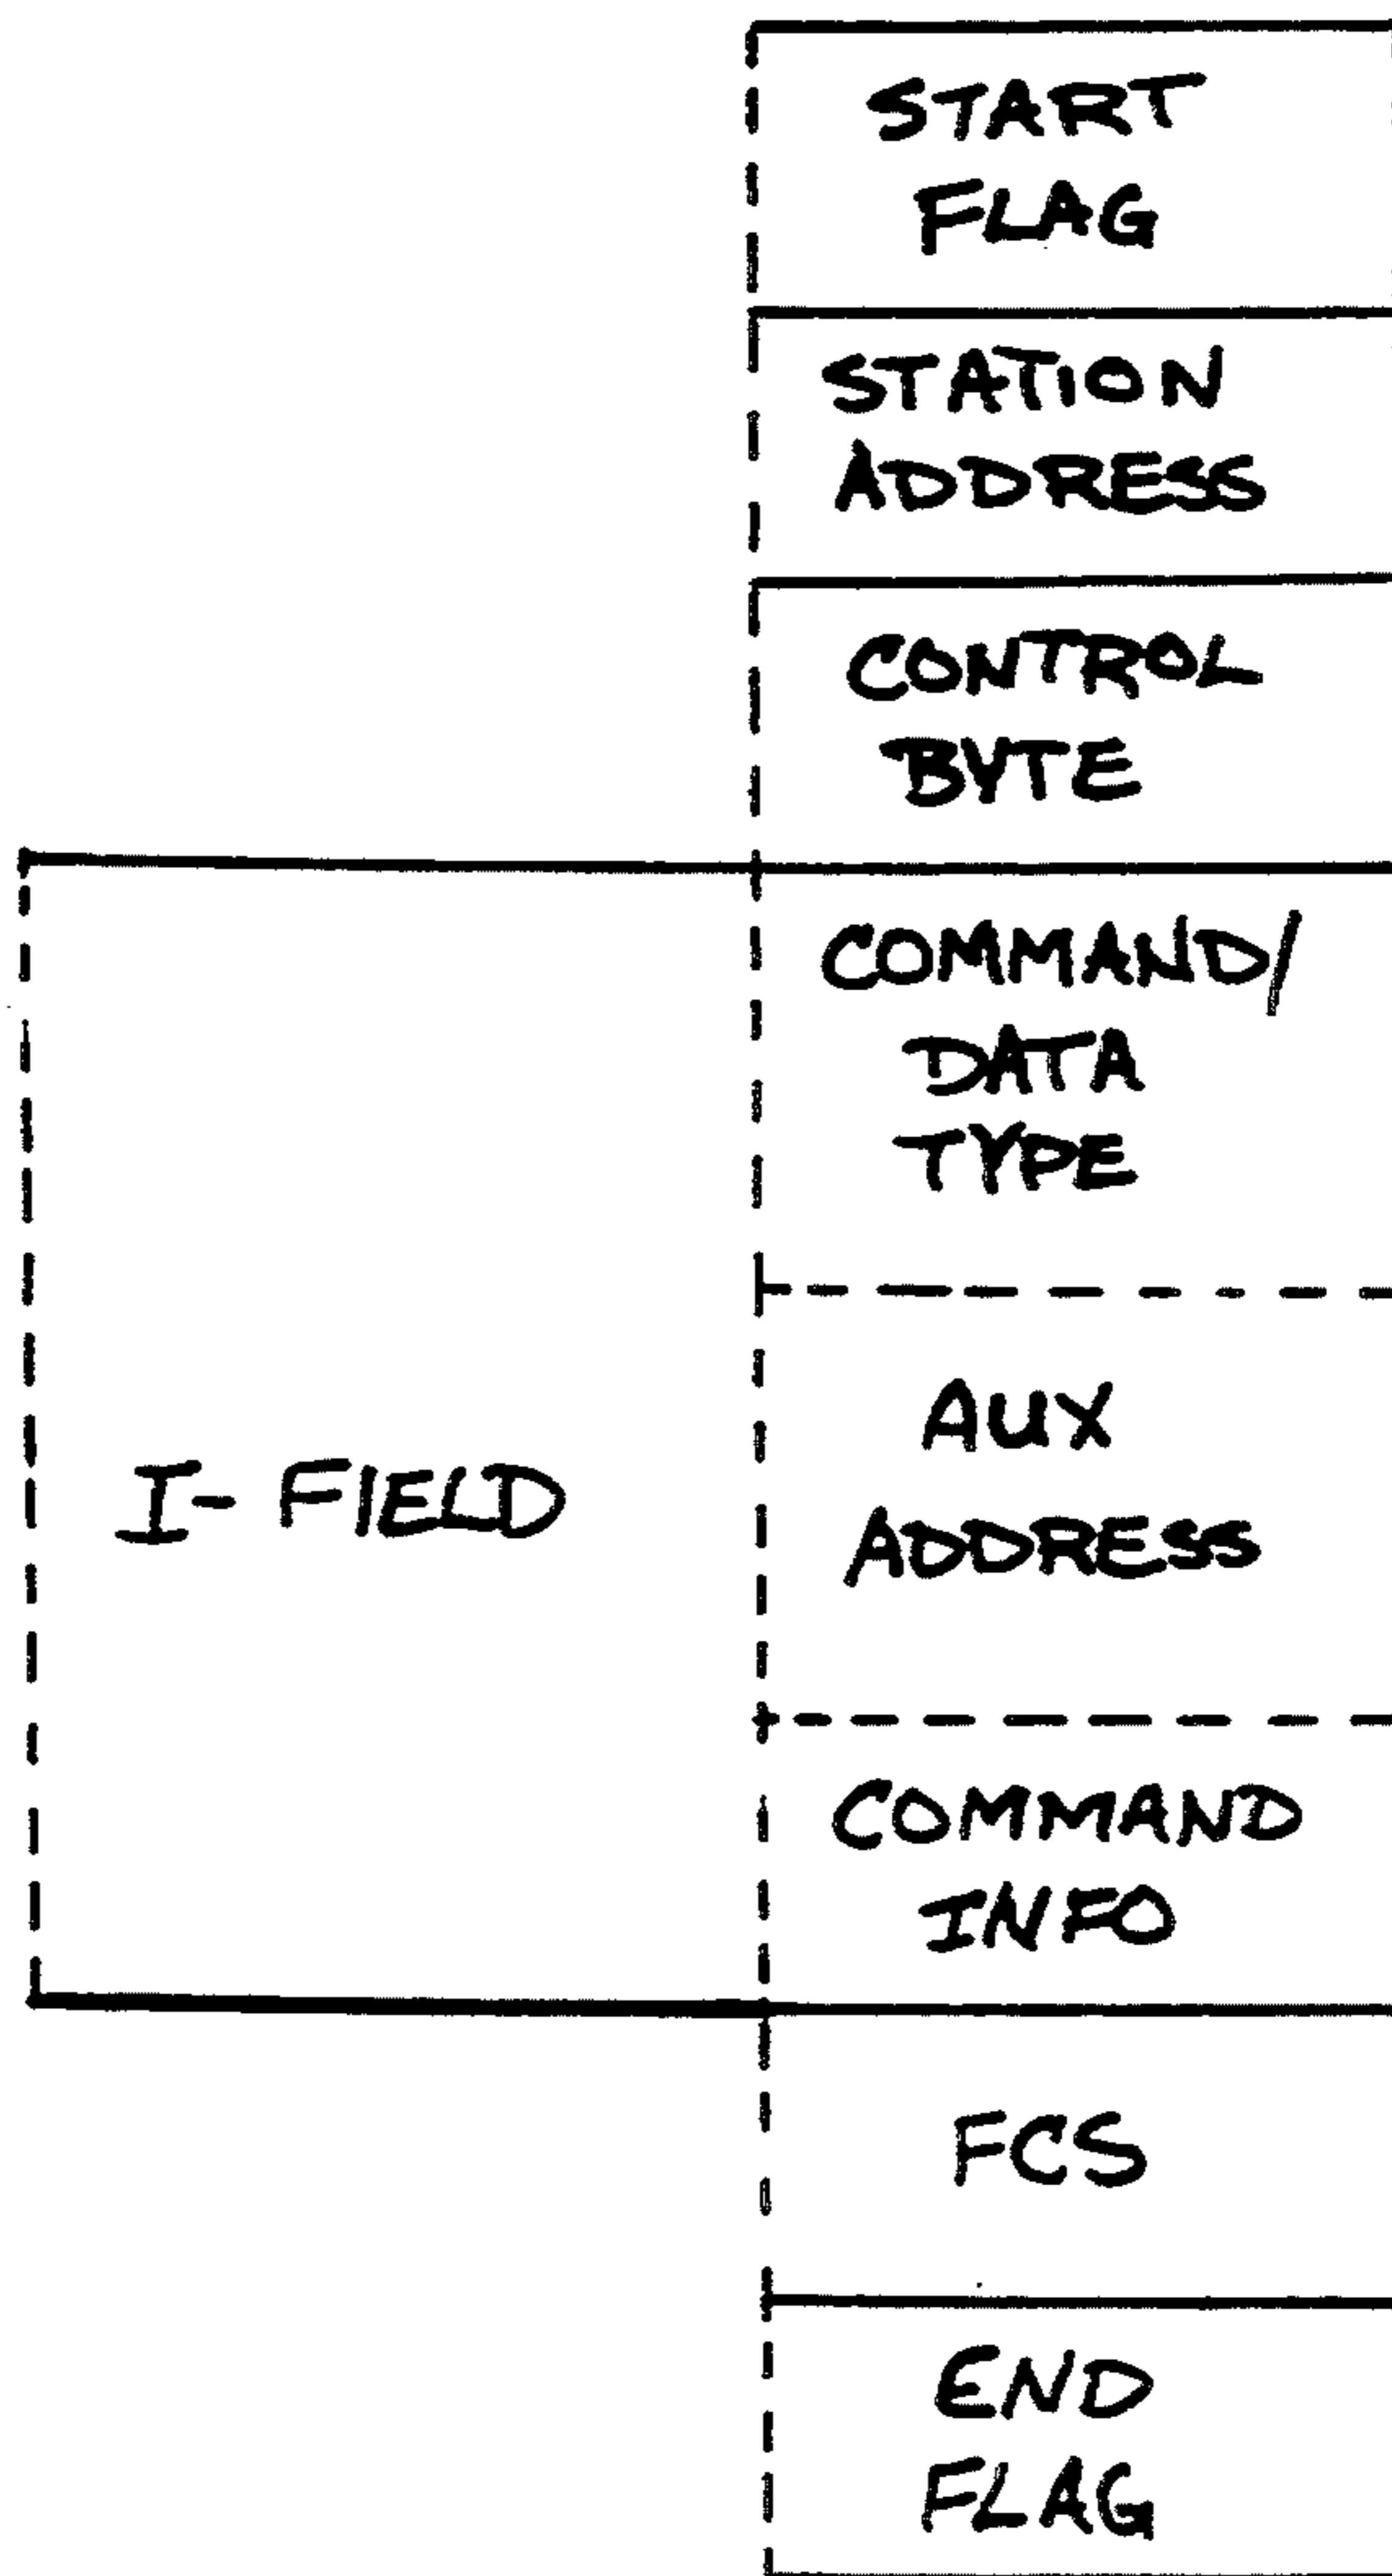 START
FLAG
STATION
ADDRESS
CONTROL
BYTE
COMMAND/
DATA
TYPE
I-FIELD
AUX
ADDRESS
COMMAND
INFO
FCS
END
FLAG